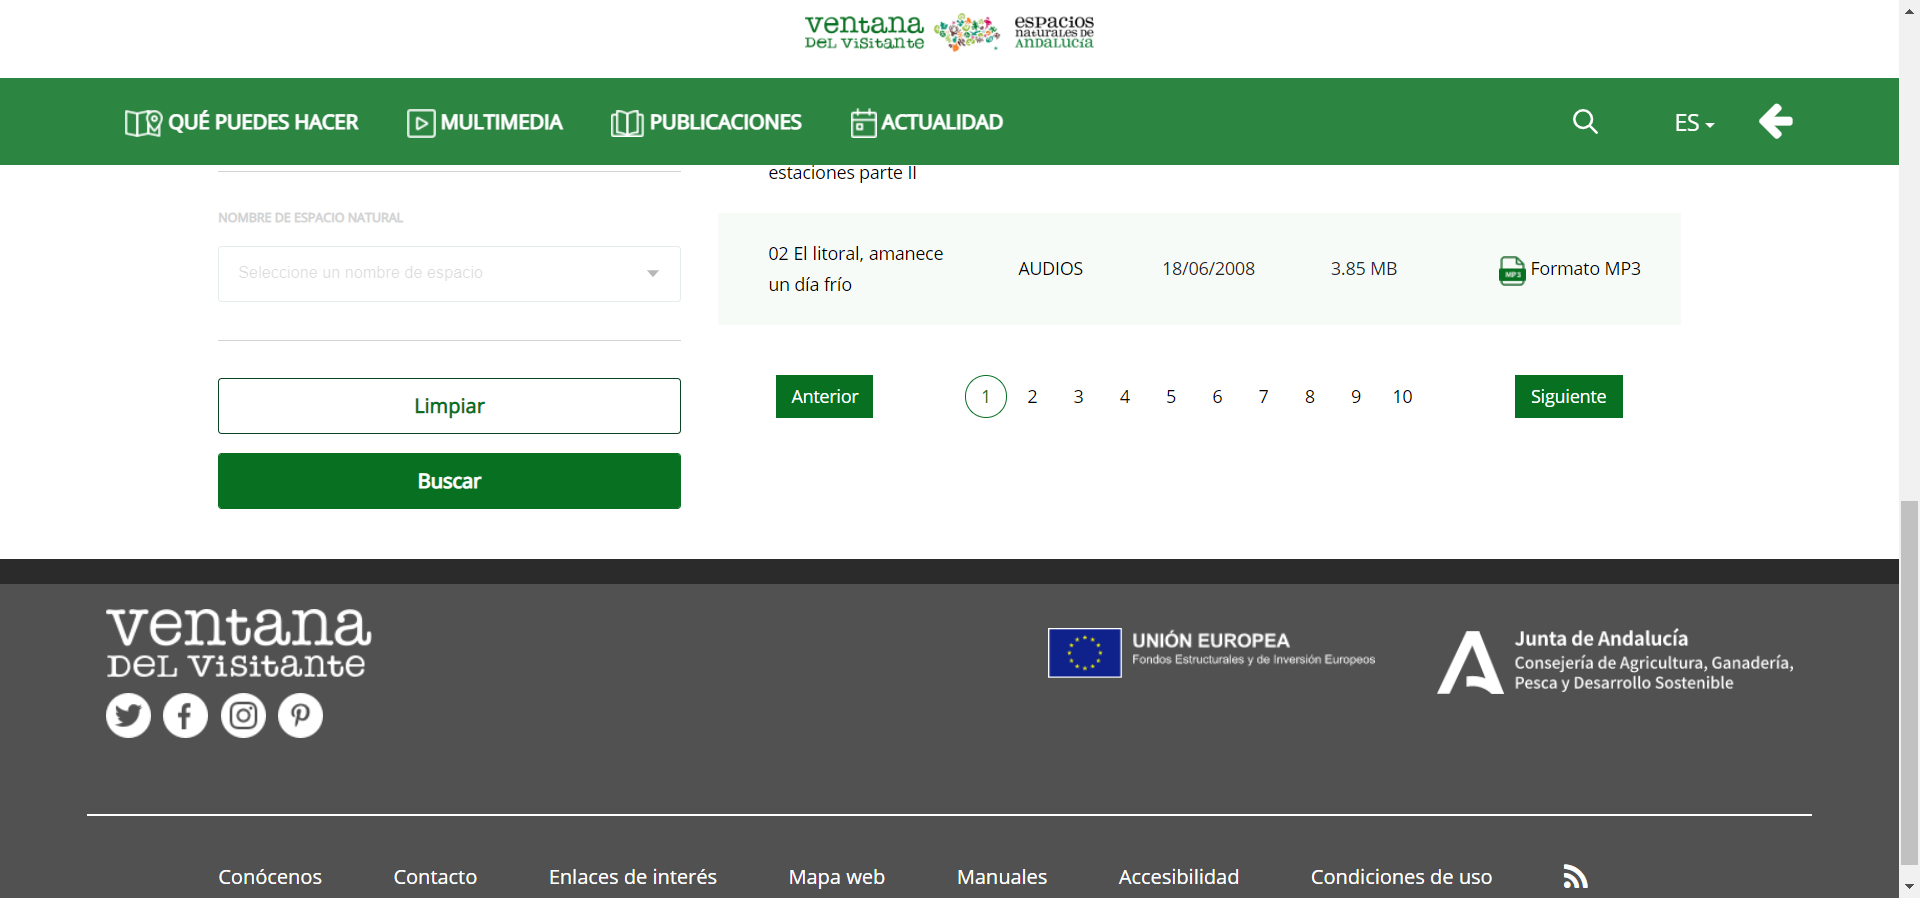 ventana
DEL VISITANTE
espacios
naturales de
ANDALUCÍA
QUÉ PUEDES HACER
MULTIMEDIA
PUBLICACIONES
ACTUALIDAD
ES
estaciones parte II
NOMBRE DE ESPACIO NATURAL
Seleccione un nombre de espacio
02 El litoral, amanece
un día frío
AUDIOS
18/06/2008
3.85 MB
MP3
Formato MP3
Limpiar
Buscar
Anterior
1 2 3 4 5 6 7 8 9 10
Siguiente
ventana
DEL VISITANTE
UNIÓN EUROPEA
Fondos Estructurales y de Inversión Europeos
Junta de Andalucía
Consejería de Agricultura, Ganadería,
Pesca y Desarrollo Sostenible
Conócenos
Contacto
Enlaces de interés
Mapa web
Manuales
Accesibilidad
Condiciones de uso